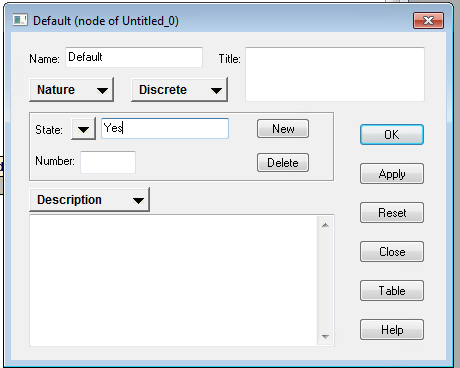 Default (node of Untitled_0)
Name: Default Title:
Nature Discrete
State: Yes New
Number: Delete
Description
OK
Apply
Reset
Close
Table
Help